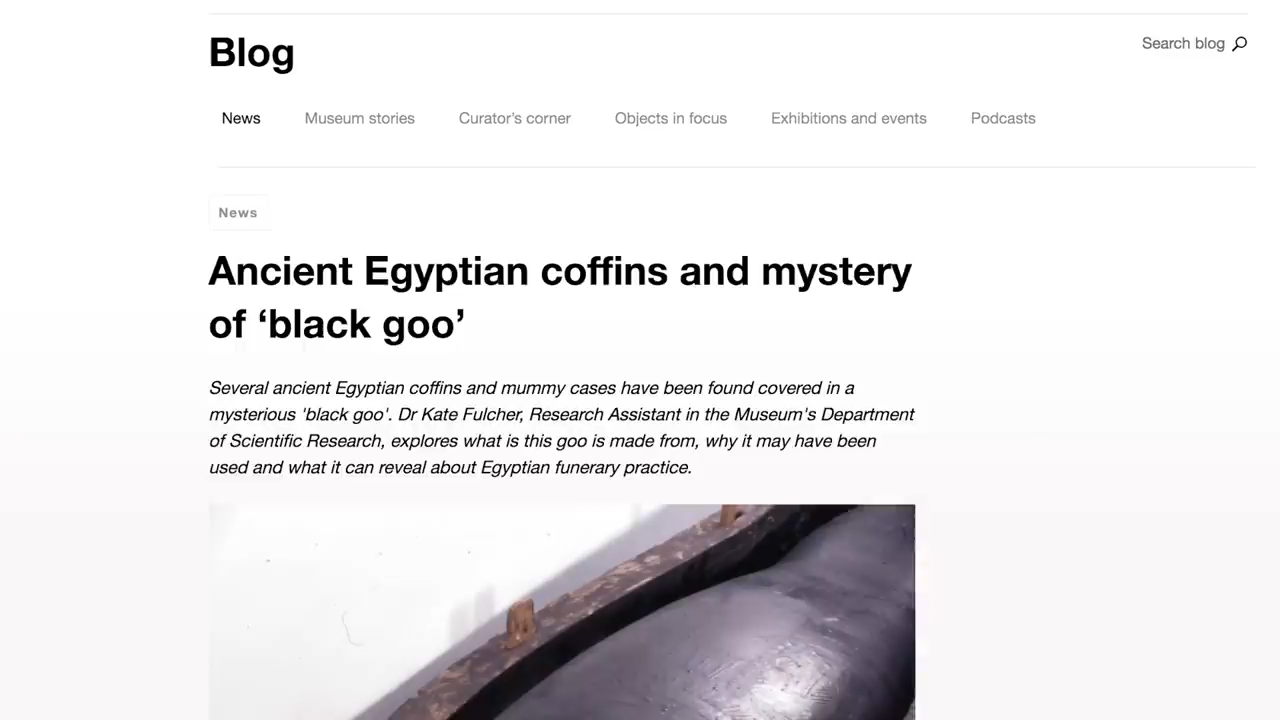 Blog
Search blog
News
Museum stories
Curator's corner
Objects in focus
Exhibitions and events
Podcasts
News
Ancient Egyptian coffins and mystery
of ‘black goo’
Several ancient Egyptian coffins and mummy cases have been found covered in a
mysterious 'black goo'. Dr Kate Fulcher, Research Assistant in the Museum's Department
of Scientific Research, explores what is this goo is made from, why it may have been
used and what it can reveal about Egyptian funerary practice.